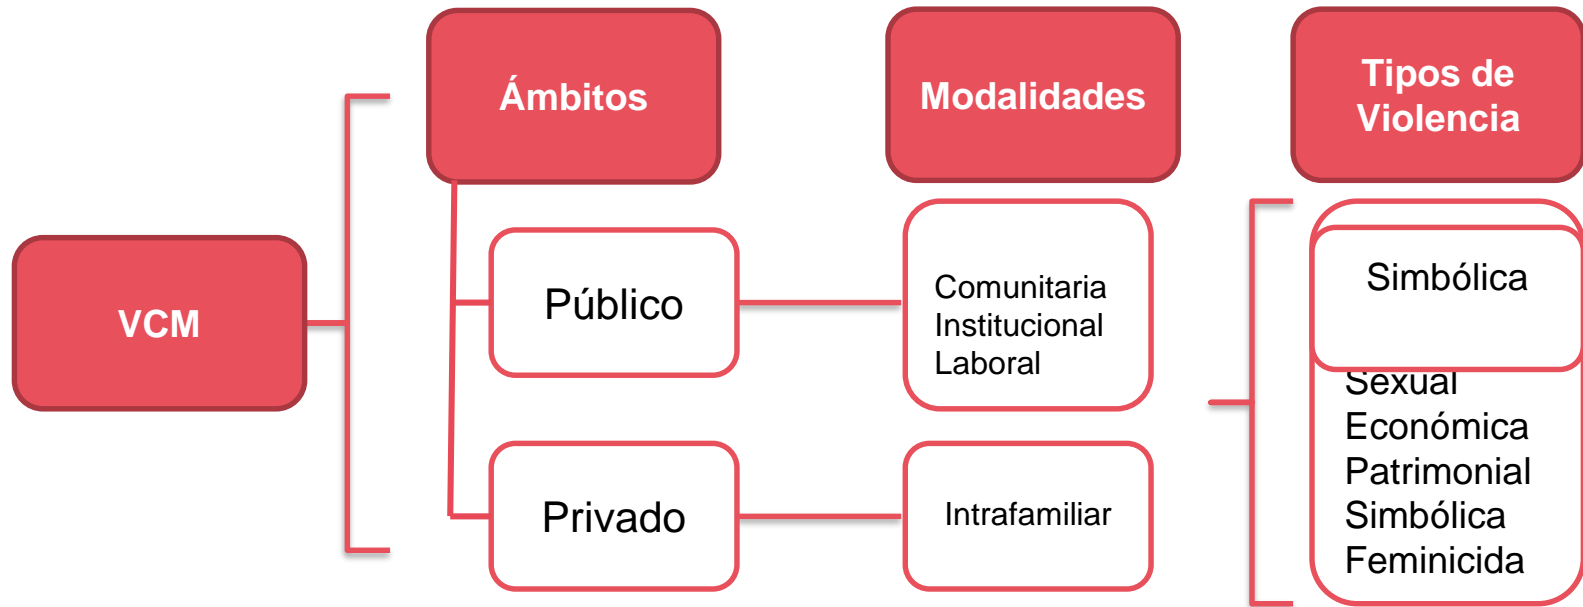 VCM
Ámbitos
Público
Privado
Modalidades
Comunitaria
Institucional
Laboral
Intrafamiliar
Tipos de
Violencia
Simbólica
Sexual
Económica
Patrimonial
Simbólica
Feminicida